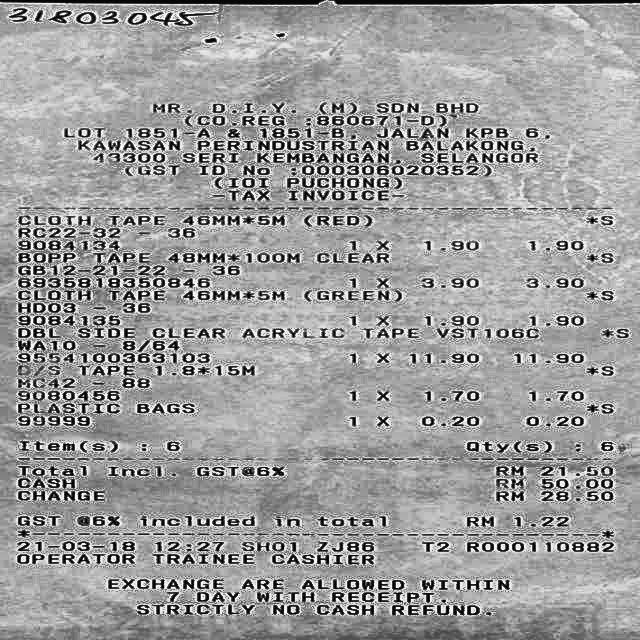 31803045
MR. D.I.Y. (M) SDN BHD
(CO.REG :860671-D)
LOT 1851-A & 1851-B, JALAN KPB 6,
KAWASAN PERINDUSTRIAN BALAKONG,
43300 SERI KEMBANGAN, SELANGOR
(GST ID No :000306020352)
(IOI PUCHONG)
-TAX INVOICE-
CLOTH TAPE 46MM*5M (RED) *S
RC22-32 - 36
9084134 1 X 1.90 1.90
BOPP TAPE 48MM*100M CLEAR *S
GB12-21-22 - 36
6935818350846 1 X 3.90 3.90
CLOTH TAPE 46MM*5M (GREEN) *S
HD03 - 36
9084135 1 X 1.90 1.90
DBL SIDE CLEAR ACRYLIC TAPE VST106C *S
WA10 - 8/64
9554100363103 1 X 11.90 11.90
D/S TAPE 1.8*15M *S
MC42 - 88
9080456 1 X 1.70 1.70
PLASTIC BAGS *S
99999 1 X 0.20 0.20
Item(s) : 6 Qty(s) : 6
Total Incl. GST@6% RM 21.50
CASH RM 50.00
CHANGE RM 28.50
GST @6% included in total RM 1.22
21-03-18 12:27 SH01 ZJ86 T2 R000110882
OPERATOR TRAINEE CASHIER
EXCHANGE ARE ALLOWED WITHIN
7 DAY WITH RECEIPT.
STRICTLY NO CASH REFUND.